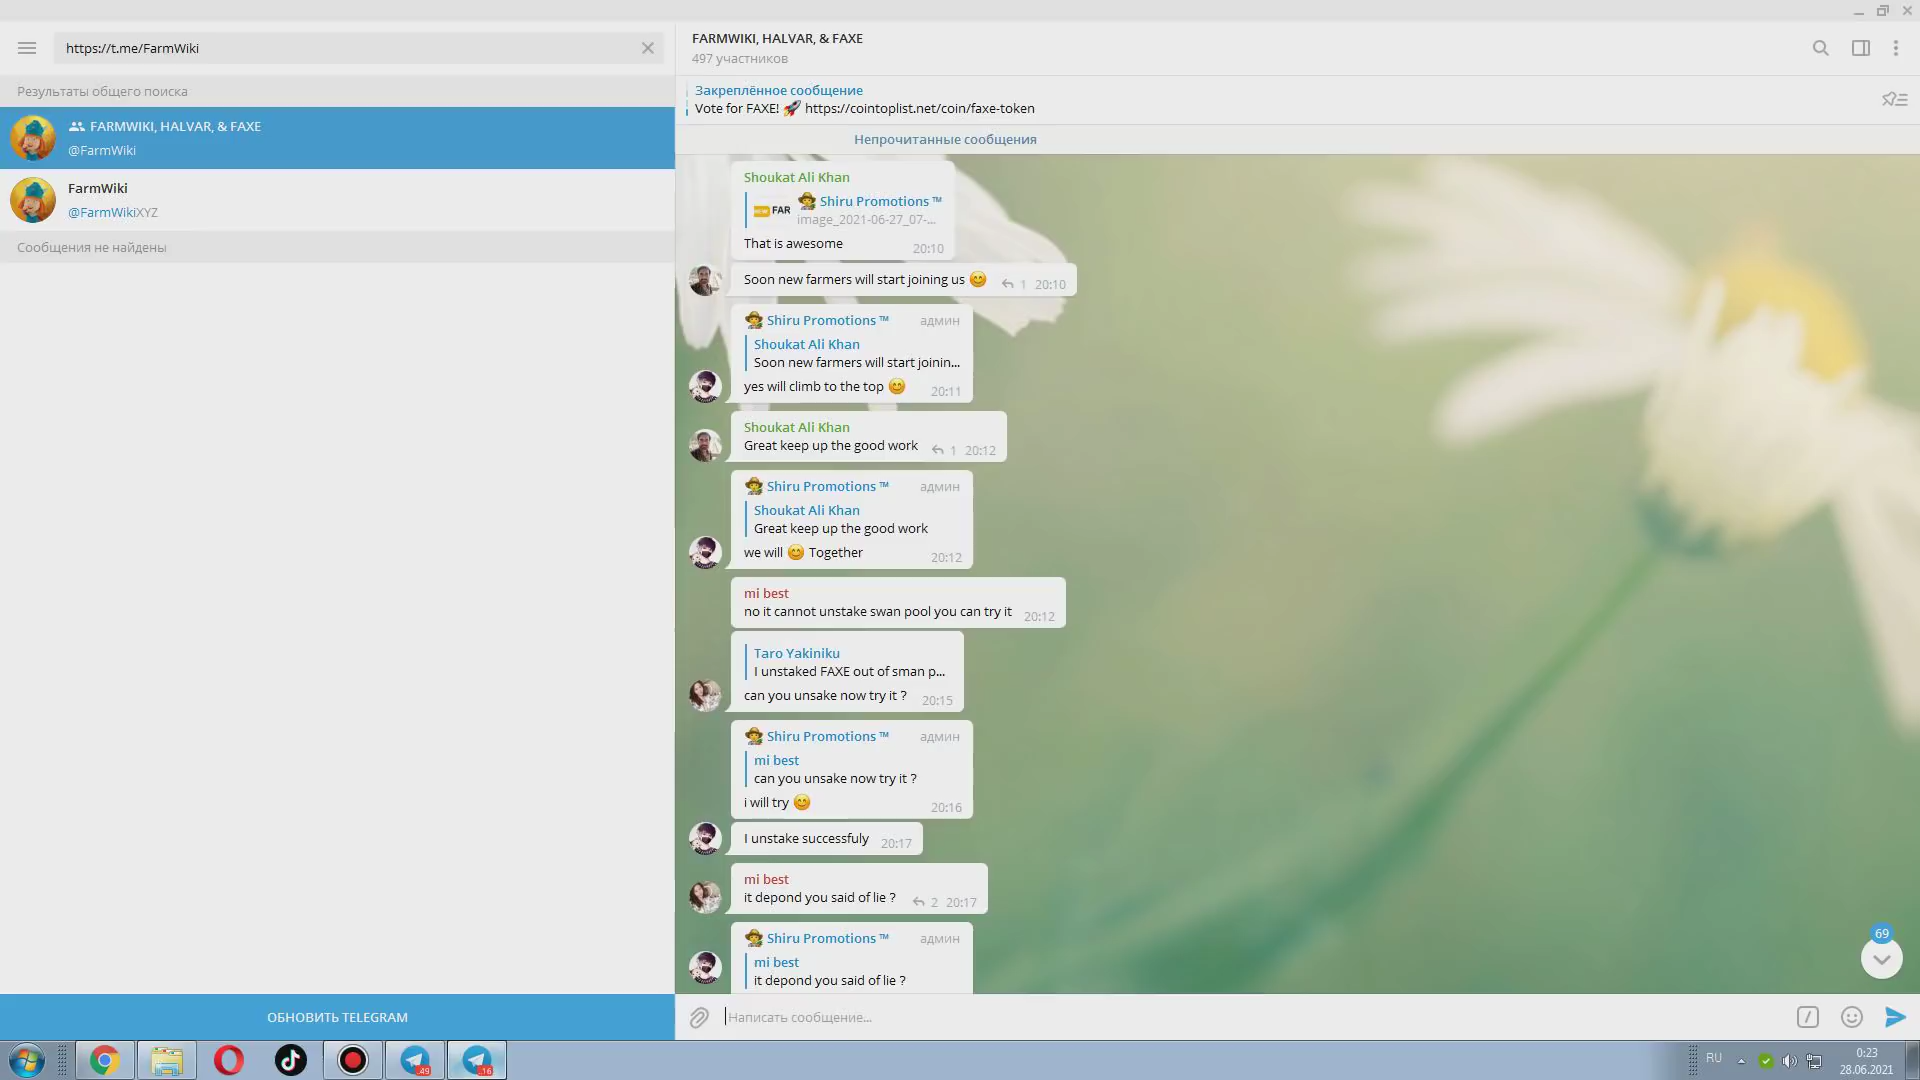 https://t.me/FarmWiki
Результаты общего поиска
FARMWIKI, HALVAR, & FAXE
@FarmWiki
FarmWiki
@FarmWikiXYZ
Сообщения не найдены
ОБНОВИТЬ TELEGRAM
FARMWIKI, HALVAR, & FAXE
497 участников
Закреплённое сообщение
Vote for FAXE! 🚀 https://cointoplist.net/coin/faxe-token
Непрочитанные сообщения
Shoukat Ali Khan
FAR
Shiru Promotions ™
image_2021-06-27_07-...
That is awesome 20:10
Soon new farmers will start joining us 😊 1 20:10
Shiru Promotions ™ админ
Shoukat Ali Khan
Soon new farmers will start joinin...
yes will climb to the top 😊 20:11
Shoukat Ali Khan
Great keep up the good work 1 20:12
Shiru Promotions ™ админ
Shoukat Ali Khan
Great keep up the good work
we will 😊 Together 20:12
mi best
no it cannot unstake swan pool you can try it 20:12
Taro Yakiniku
I unstaked FAXE out of sman p...
can you unsake now try it ? 20:15
Shiru Promotions ™ админ
mi best
can you unsake now try it ?
i will try 😊 20:16
I unstake successfuly 20:17
mi best
it depond you said of lie ? 2 20:17
Shiru Promotions ™ админ
mi best
it depond you said of lie ?
69
Написать сообщение...
.49
.16
RU
0:23
28.06.2021